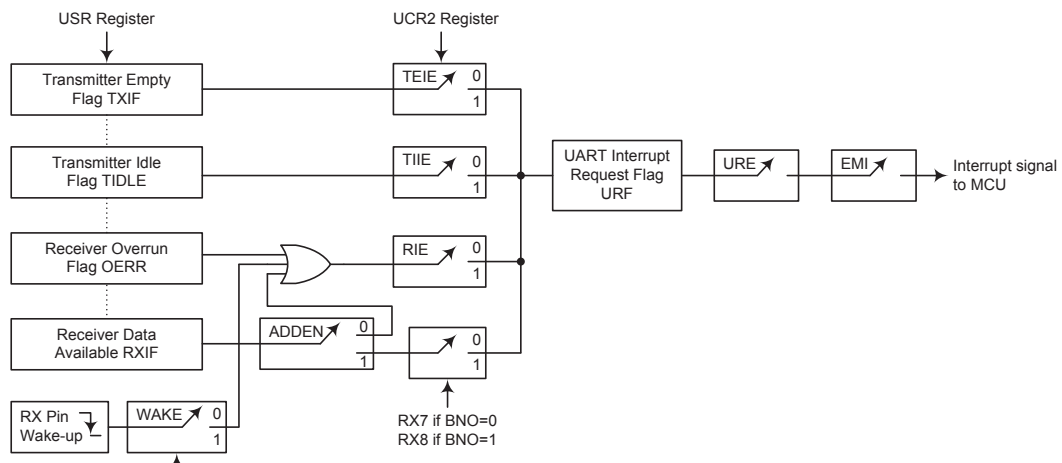 USR Register
UCR2 Register
Transmitter Empty
Flag TXIF
TEIE
0
1
Transmitter Idle
Flag TIDLE
TIIE
0
1
UART Interrupt
Request Flag
URF
URE
EMI
Interrupt signal
to MCU
Receiver Overrun
Flag OERR
RIE
0
1
Receiver Data
Available RXIF
ADDEN
0
1
0
1
RX Pin
Wake-up
WAKE
0
1
RX7 if BNO=0
RX8 if BNO=1